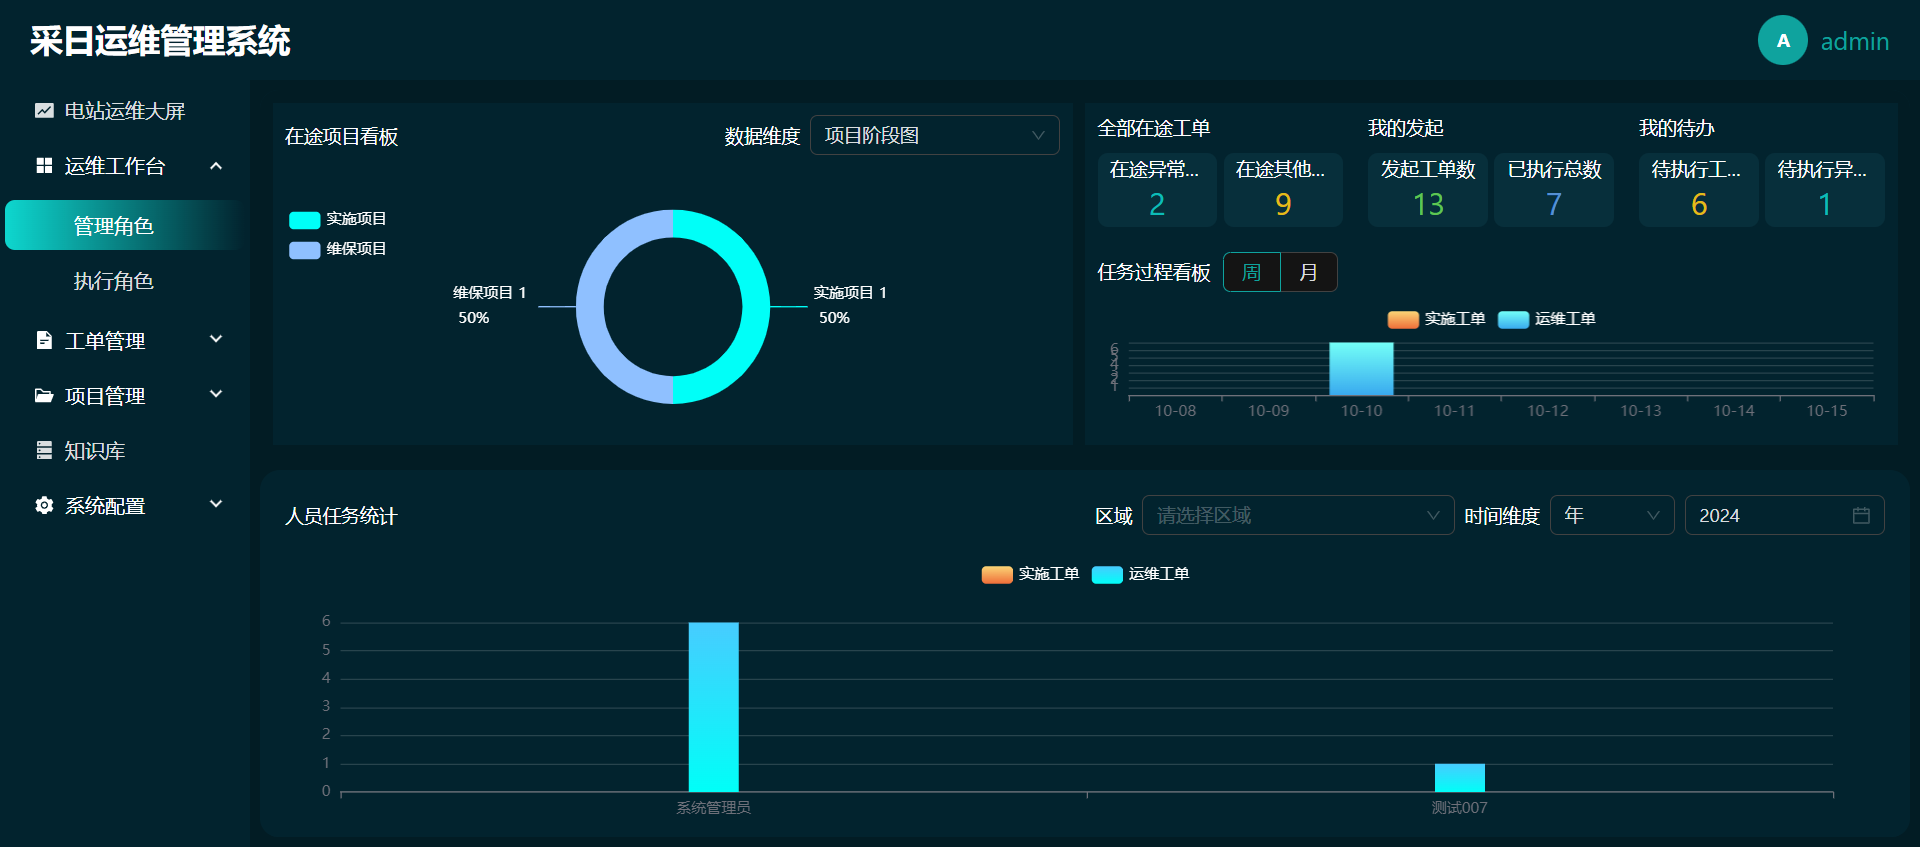 采日运维管理系统
A
admin
电站运维大屏
运维工作台
管理角色
执行角色
工单管理
项目管理
知识库
系统配置
在途项目看板
数据维度
项目阶段图
实施项目
维保项目
维保项目 1
50%
实施项目 1
50%
全部在途工单
在途异常...
2
在途其他...
9
我的发起
发起工单数
13
已执行总数
7
我的待办
待执行工...
6
待执行异...
1
任务过程看板
周
月
实施工单
运维工单
6
5
4
3
2
1
10-08
10-09
10-10
10-11
10-12
10-13
10-14
10-15
人员任务统计
区域
请选择区域
时间维度
年
2024
实施工单
运维工单
6
5
4
3
2
1
0
系统管理员
测试007